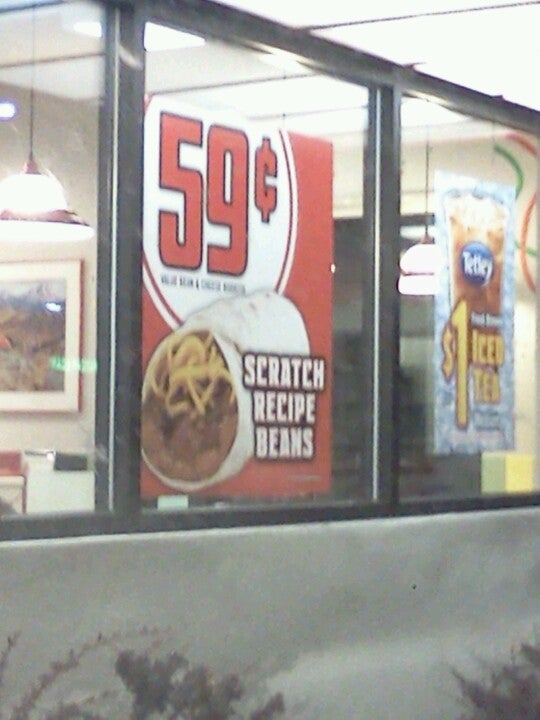 59¢
VALUE BEAN & CHEESE BURRITO
SCRATCH
RECIPE
BEANS
Tetley
$1 ICED
TEA